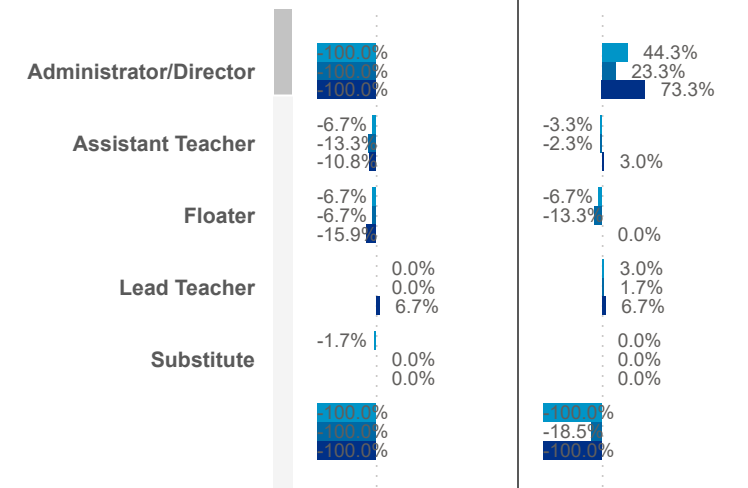 -100.0% 44.3%
Administrator/Director -100.0% 23.3%
-100.0% 73.3%
-6.7% -3.3%
Assistant Teacher -13.3% -2.3%
-10.8% 3.0%
-6.7% -6.7%
Floater -6.7% -13.3%
-15.9% 0.0%
0.0% 3.0%
Lead Teacher 0.0% 1.7%
6.7% 6.7%
-1.7% 0.0%
Substitute 0.0% 0.0%
0.0% 0.0%
-100.0% -100.0%
-100.0% -18.5%
-100.0% -100.0%